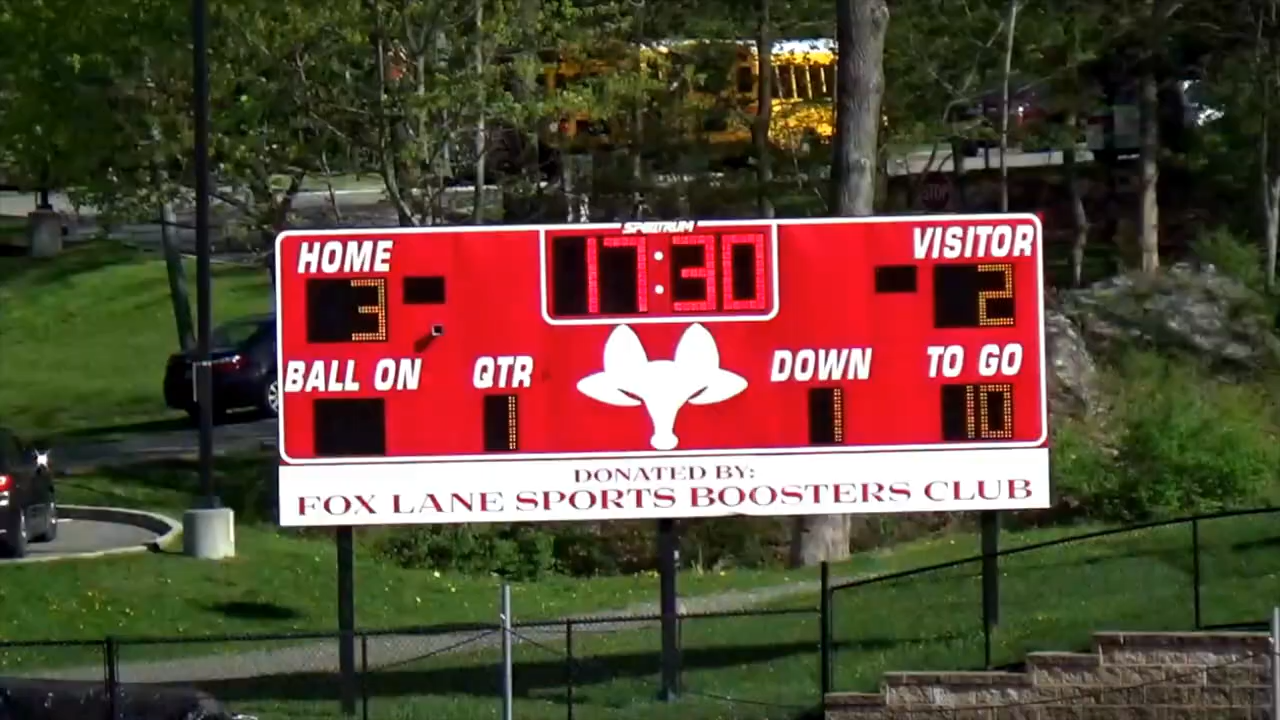 SPECTRUM
HOME 17:30 VISITOR
3 2
BALL ON QTR DOWN TO GO
1 1 10
DONATED BY:
FOX LANE SPORTS BOOSTERS CLUB
STOP